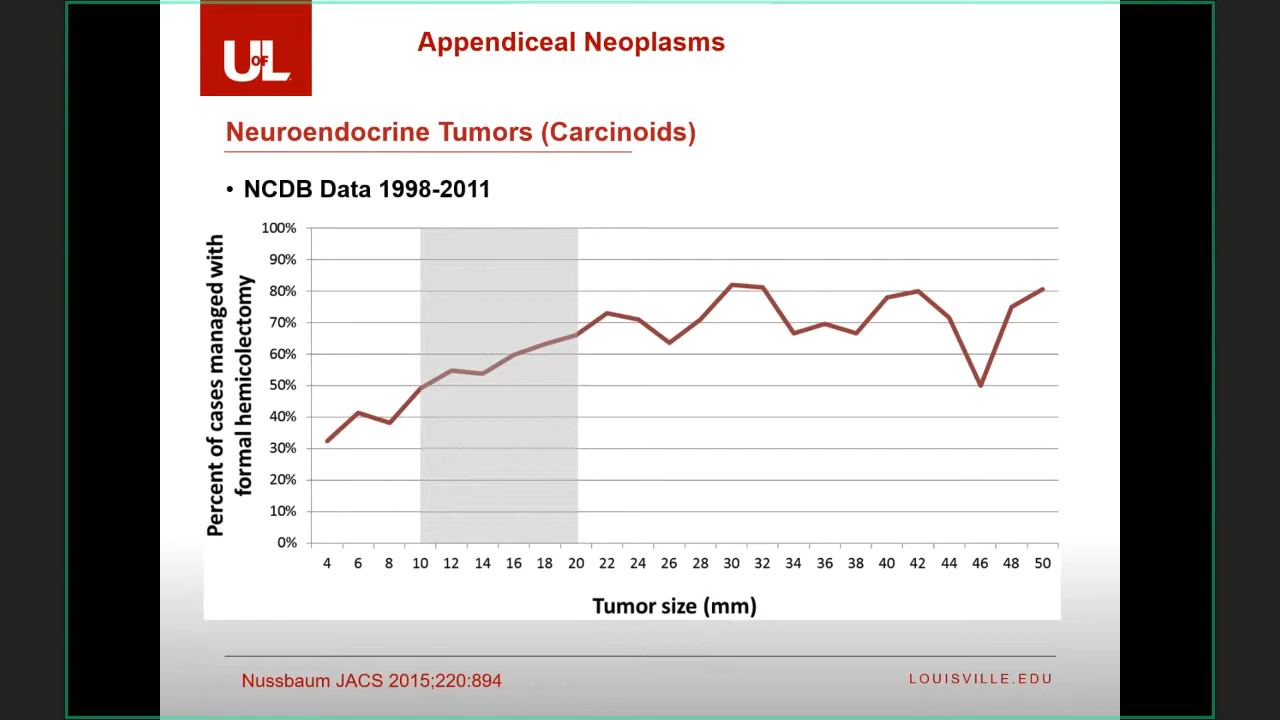 UOFL
Appendiceal Neoplasms
Neuroendocrine Tumors (Carcinoids)
• NCDB Data 1998-2011
Percent of cases managed with
formal hemicolectomy
100%
90%
80%
70%
60%
50%
40%
30%
20%
10%
0%
4 6 8 10 12 14 16 18 20 22 24 26 28 30 32 34 36 38 40 42 44 46 48 50
Tumor size (mm)
Nussbaum JACS 2015;220:894
LOUISVILLE.EDU